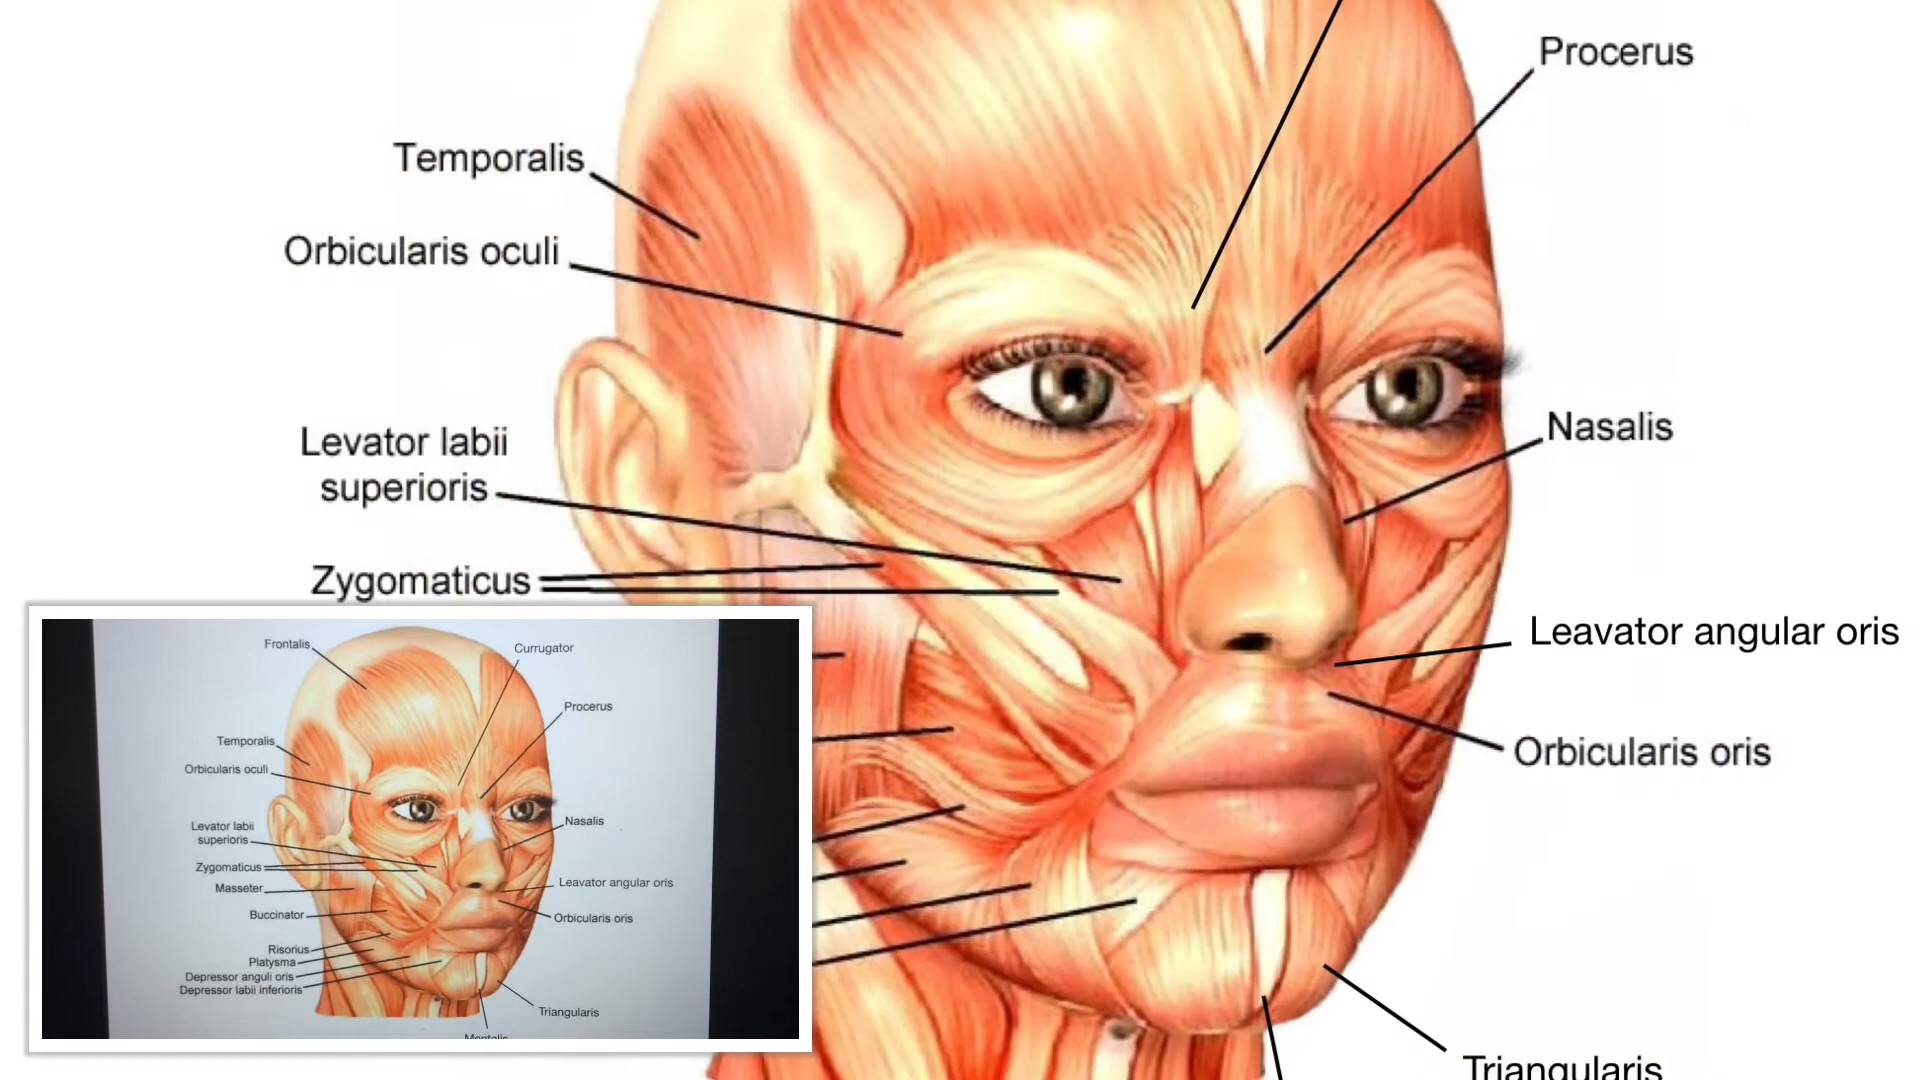 Procerus
Temporalis
Orbicularis oculi
Nasalis
Levator labii
superioris
Zygomaticus
Leavator angular oris
Orbicularis oris
Triangularis
Frontalis
Currugator
Procerus
Temporalis
Orbicularis oculi
Nasalis
Levator labii
superioris
Zygomaticus
Masseter
Leavator angular oris
Buccinator
Orbicularis oris
Risorius
Platysma
Depressor anguli oris
Depressor labii inferioris
Triangularis
Mentalis